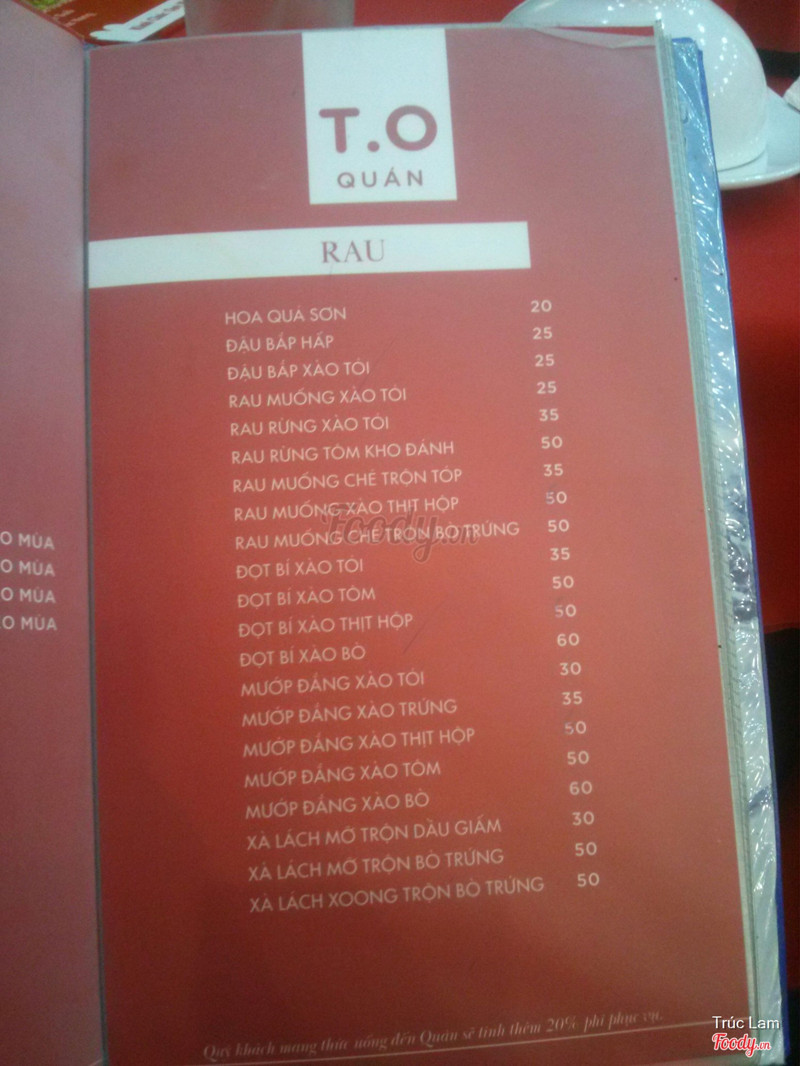 T.O
QUÁN
RAU
HOA QUẢ SƠN 20
ĐẬU BẮP HẤP 25
ĐẬU BẮP XÀO TỎI 25
RAU MUỐNG XÀO TỎI 25
RAU RỪNG XÀO TỎI 35
RAU RỪNG TÔM KHO ĐÁNH 50
RAU MUỐNG CHẺ TRỘN TÓP 35
RAU MUỐNG XÀO THỊT HỘP 50
RAU MUỐNG CHẺ TRỘN BÒ TRỨNG 50
ĐỌT BÍ XÀO TỎI 35
ĐỌT BÍ XÀO TÔM 50
ĐỌT BÍ XÀO THỊT HỘP 50
ĐỌT BÍ XÀO BÒ 60
MƯỚP ĐẮNG XÀO TỎI 30
MƯỚP ĐẮNG XÀO TRỨNG 35
MƯỚP ĐẮNG XÀO THỊT HỘP 50
MƯỚP ĐẮNG XÀO TÔM 50
MƯỚP ĐẮNG XÀO BÒ 60
XÀ LÁCH MỠ TRỘN DẦU GIẤM 30
XÀ LÁCH MỠ TRỘN BÒ TRỨNG 50
XÀ LÁCH XOONG TRỘN BÒ TRỨNG 50
Quý khách mang thức uống đến Quán sẽ tính thêm 20% phí phục vụ.
O MÙA
O MÙA
O MÙA
O MÙA
Foody.vn
Trúc Lam
Foody.vn